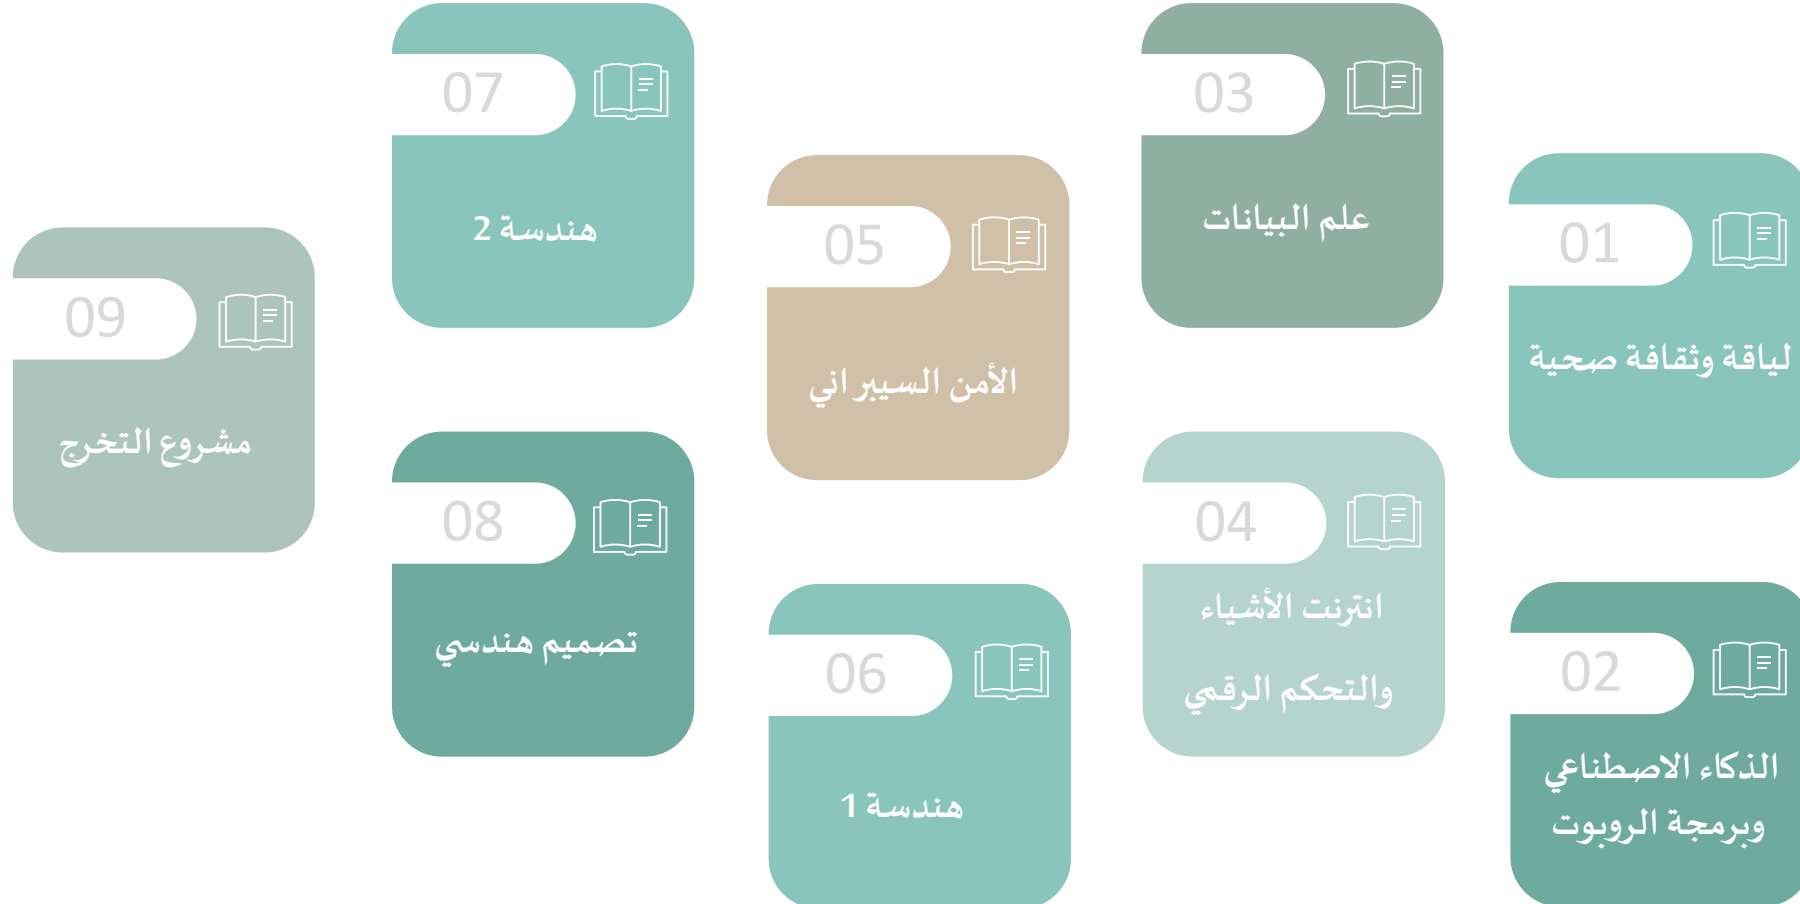 01
لياقة وثقافة صحية
02
الذكاء الاصطناعي
وبرمجة الروبوت
03
علم البيانات
04
انترنت الأشياء
والتحكم الرقمي
05
الأمن السيبراني
06
هندسة 1
07
هندسة 2
08
تصميم هندسي
09
مشروع التخرج